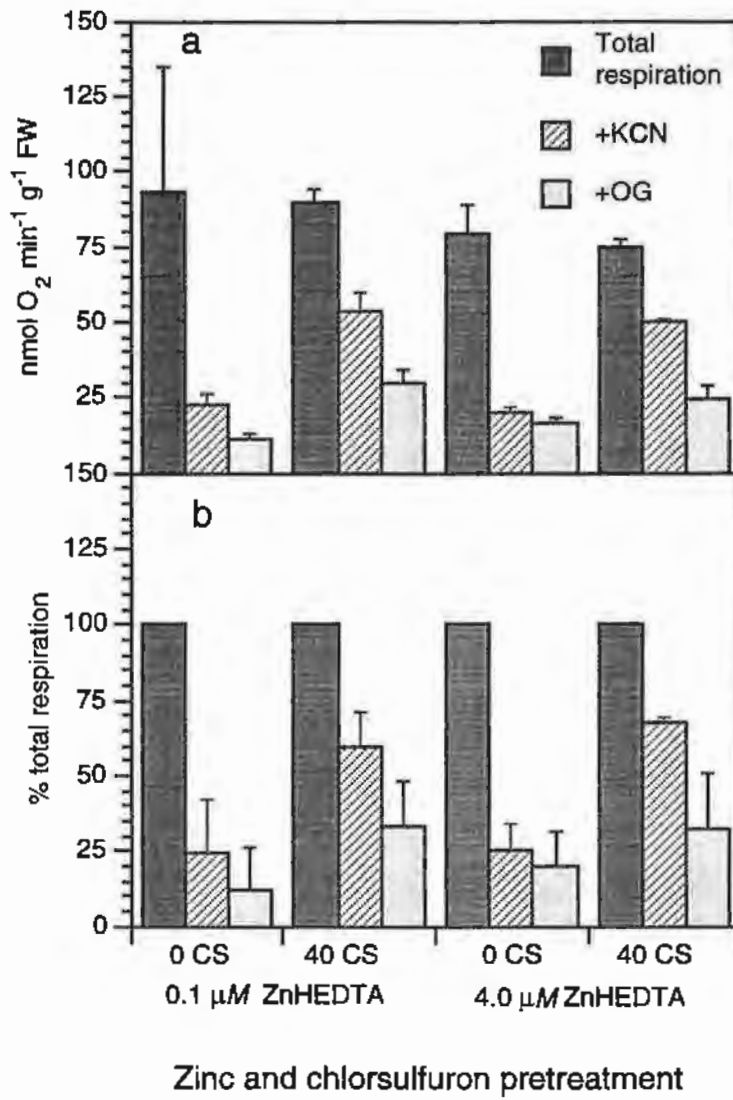 150
a
Total
respiration
125
+KCN
100
+OG
75
50
25
nmol O2 min-1 g-1 FW
150
b
125
100
75
50
25
0
% total respiration
0 CS 40 CS 0 CS 40 CS
0.1 μM ZnHEDTA 4.0 μM ZnHEDTA
Zinc and chlorsulfuron pretreatment